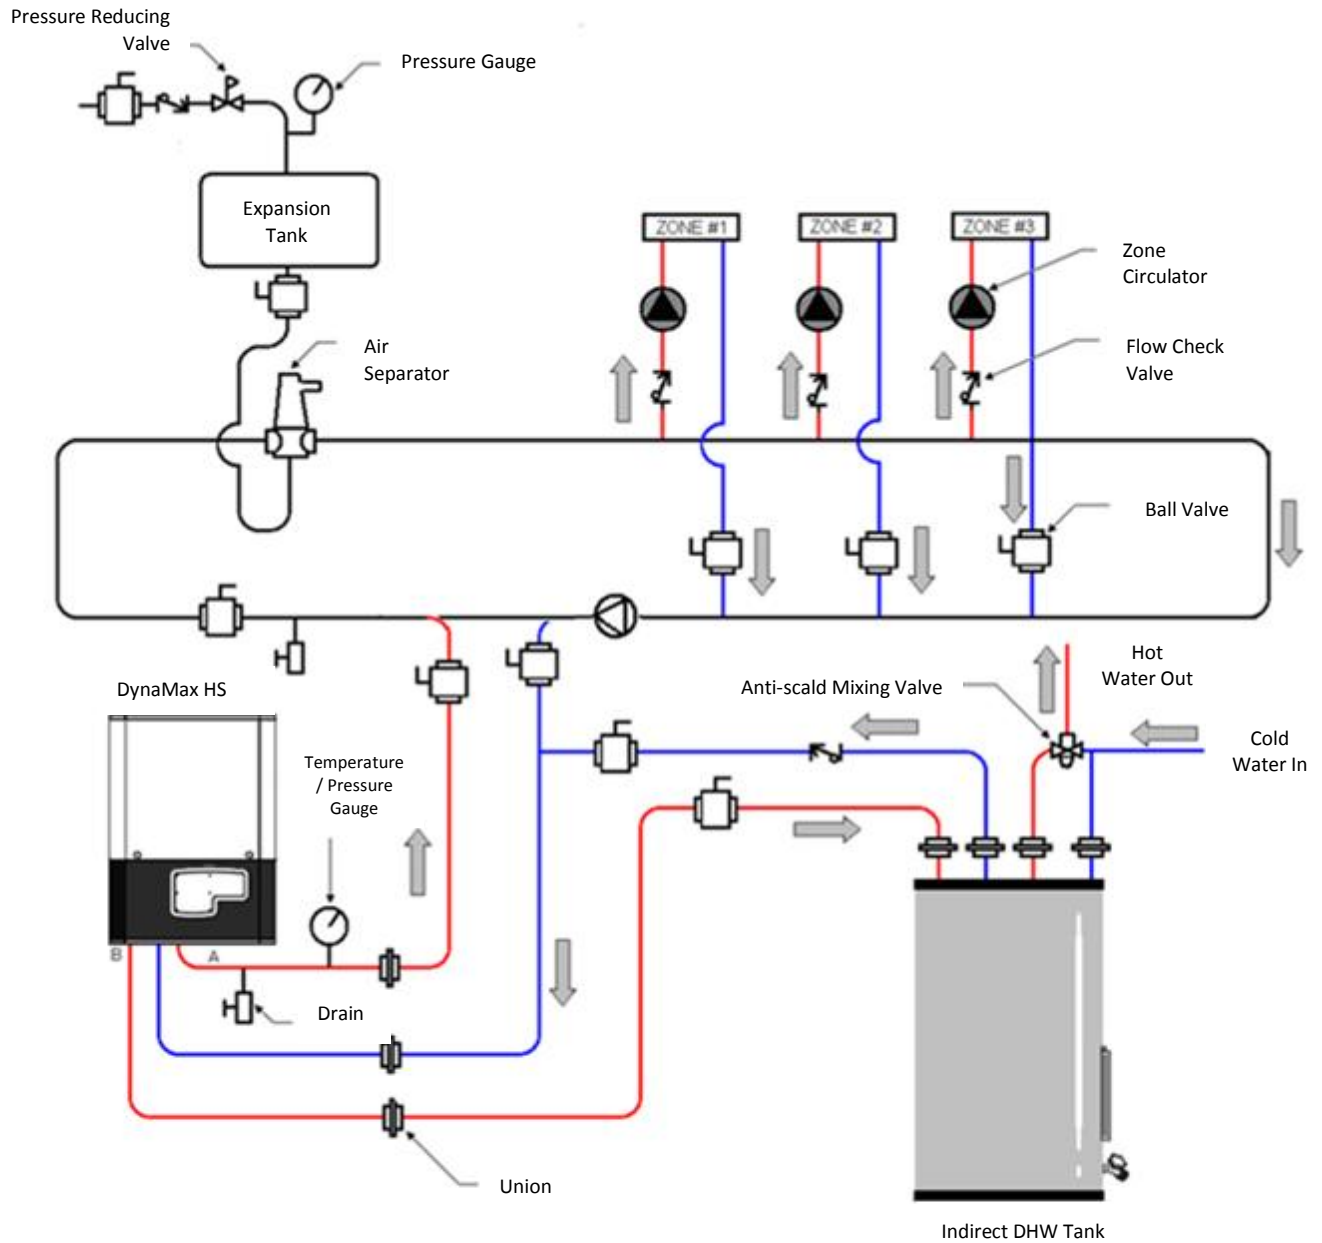 Pressure Reducing
Valve
Pressure Gauge
Expansion
Tank
ZONE #1
ZONE #2
ZONE #3
Zone
Circulator
Air
Separator
Flow Check
Valve
Ball Valve
DynaMax HS
Anti-scald Mixing Valve
Hot
Water Out
Cold
Water In
Temperature
/ Pressure
Gauge
B
A
Drain
Union
Indirect DHW Tank